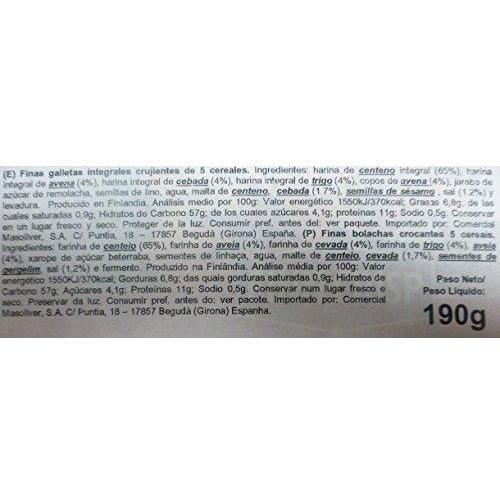 (E) Finas galletas integrales crujientes de 5 cereales. Ingredientes: harina de centeno integral (65%), harina
integral de avena (4%), harina integral de cebada (4%), harina integral de trigo (4%), copos de avena (4%), jarabe de
azúcar de remolacha, semillas de lino, agua, malta de centeno, cebada (1,7%), semillas de sésamo , sal (1,2%) y
levadura. Producido en Finlandia. Análisis medio por 100g: Valor energético 1550KJ/370kcal; Grasas 6,8g, de las
cuales saturadas 0,9g; Hidratos de Carbono 57g; de los cuales azúcares 4,1g; proteínas 11g; Sodio 0,5g. Conservar
en un lugar fresco y seco. Proteger de la luz. Consumir pref. antes del: ver paquete. Importado por: Comercial
Masoliver, S.A. C/ Puntia, 18 – 17857 Begudá (Girona) España. (P) Finas bolachas crocantes 5 cereais.
Ingredientes: farinha de centeio (65%), farinha de aveia (4%), farinha de cevada (4%), farinha de trigo (4%), aveia
(4%), xarope de açúcar beterraba, sementes de linhaça, agua, malte de centeio, cevada (1,7%), sementes de
gergelim, sal (1,2%) e fermento. Produzido na Finlândia. Análise média por 100g: Valor
energético 1550KJ/370kcal; Gorduras 6,8g; das quais gorduras saturadas 0,9g; Hidratos de
Carbono 57g; Açúcares 4,1g; Proteínas 11g; Sodio 0,5g. Conservar num lugar fresco e
seco. Preservar da luz. Consumir pref. antes do: ver pacote. Importado por: Comercial
Masoliver, S.A. C/ Puntia, 18 – 17857 Begudá (Girona) Espanha.
Peso Neto/
Peso Líquido:
190g